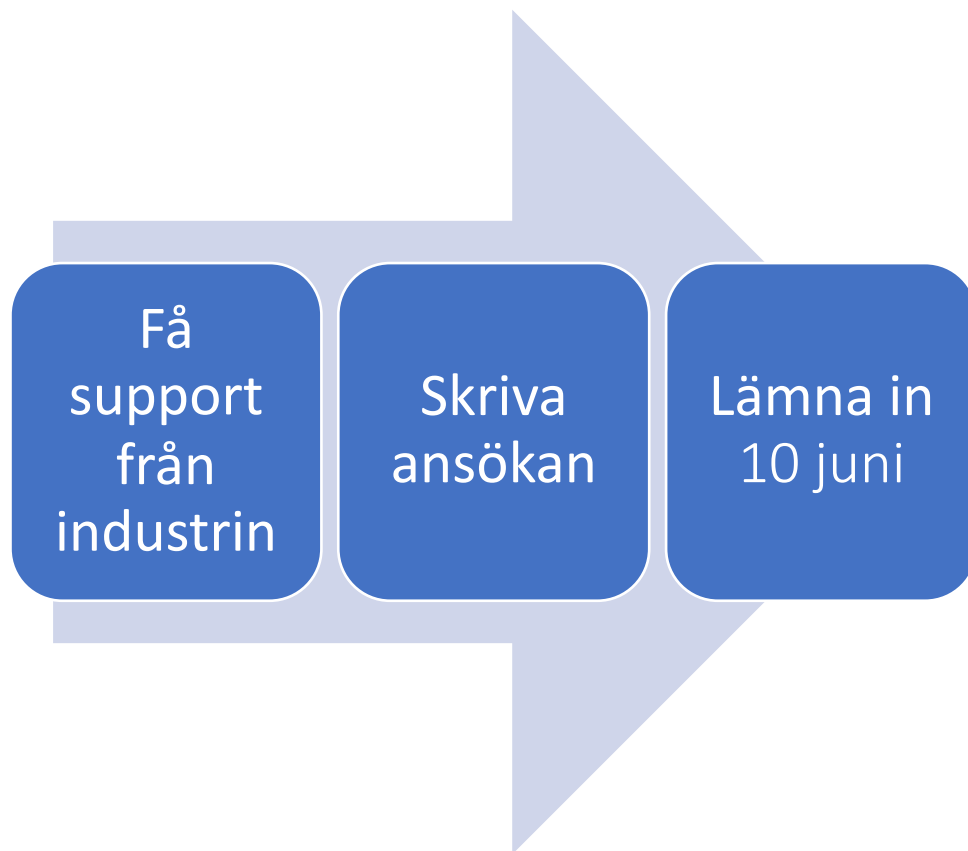 Få
support
från
industrin
Skriva
ansökan
Lämna in
10 juni